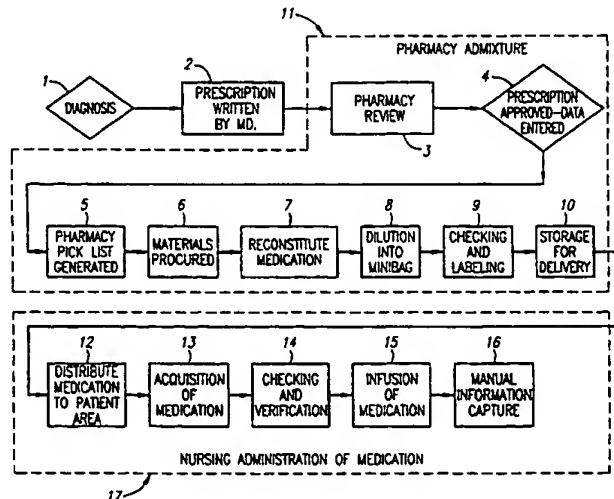 11
PHARMACY ADMIXTURE
1
DIAGNOSIS
2
PRESCRIPTION
WRITTEN
BY MD.
PHARMACY
REVIEW
3
4
PRESCRIPTION
APPROVED-DATA
ENTERED
5
PHARMACY
PICK LIST
GENERATED
6
MATERIALS
PROCURED
7
RECONSTITUTE
MEDICATION
8
DILUTION
INTO
MINIBAG
9
CHECKING
AND
LABELING
10
STORAGE
FOR
DELIVERY
12
DISTRIBUTE
MEDICATION
TO PATIENT
AREA
13
ACQUISITION
OF
MEDICATION
14
CHECKING
AND
VERIFICATION
15
INFUSION
OF
MEDICATION
16
MANUAL
INFORMATION
CAPTURE
NURSING ADMINISTRATION OF MEDICATION
17